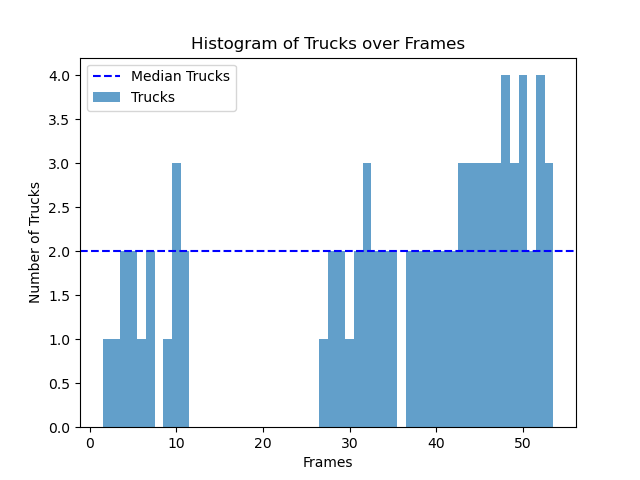 Histogram of Trucks over Frames
Median Trucks
Trucks
Number of Trucks
4.0
3.5
3.0
2.5
2.0
1.5
1.0
0.5
0.0
0 10 20 30 40 50
Frames